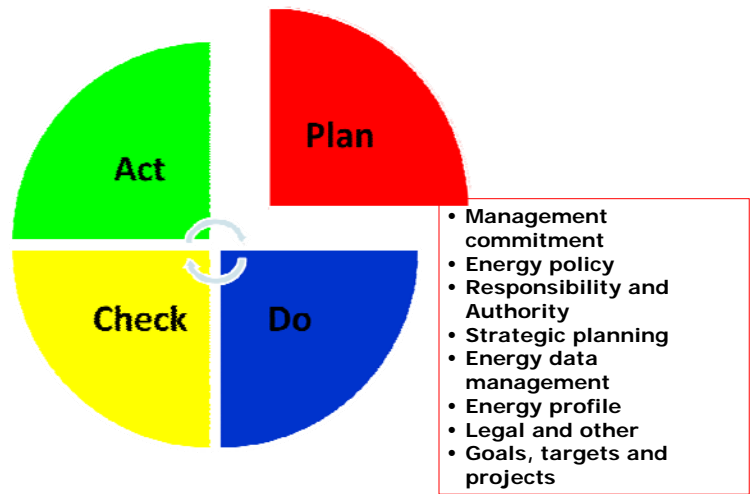 Plan
Act
Check
Do
• Management
commitment
• Energy policy
• Responsibility and
Authority
• Strategic planning
• Energy data
management
• Energy profile
• Legal and other
• Goals, targets and
projects